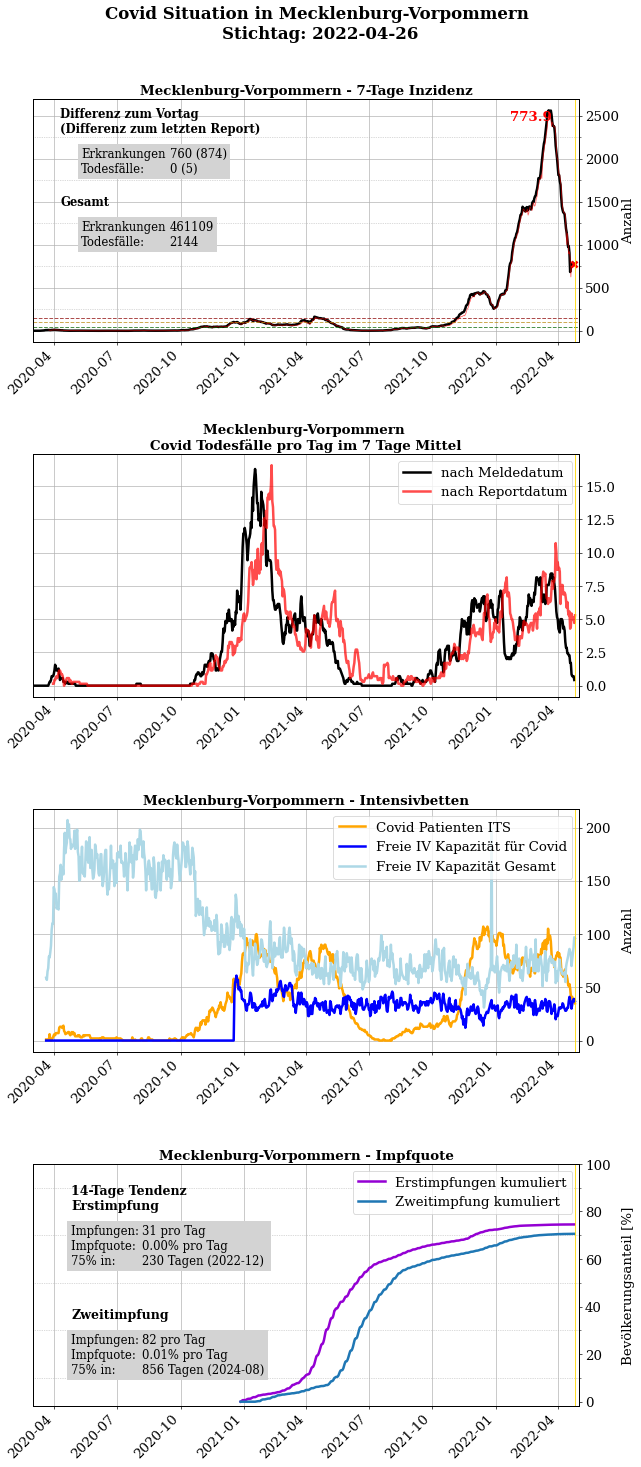 Covid Situation in Mecklenburg-Vorpommern
Stichtag: 2022-04-26
Mecklenburg-Vorpommern - 7-Tage Inzidenz
Differenz zum Vortag
(Differenz zum letzten Report)
Erkrankungen 760 (874)
Todesfälle: 0 (5)
Gesamt
Erkrankungen 461109
Todesfälle: 2144
773.9
2500
2000
1500
1000
500
0
Anzahl
2020-04
2020-07
2020-10
2021-01
2021-04
2021-07
2021-10
2022-01
2022-04
Mecklenburg-Vorpommern
Covid Todesfälle pro Tag im 7 Tage Mittel
nach Meldedatum
nach Reportdatum
15.0
12.5
10.0
7.5
5.0
2.5
0.0
2020-04
2020-07
2020-10
2021-01
2021-04
2021-07
2021-10
2022-01
2022-04
Mecklenburg-Vorpommern - Intensivbetten
Covid Patienten ITS
Freie IV Kapazität für Covid
Freie IV Kapazität Gesamt
200
150
100
50
0
Anzahl
2020-04
2020-07
2020-10
2021-01
2021-04
2021-07
2021-10
2022-01
2022-04
Mecklenburg-Vorpommern - Impfquote
14-Tage Tendenz
Erstimpfung
Impfungen: 31 pro Tag
Impfquote: 0.00% pro Tag
75% in: 230 Tagen (2022-12)
Zweitimpfung
Impfungen: 82 pro Tag
Impfquote: 0.01% pro Tag
75% in: 856 Tagen (2024-08)
Erstimpfungen kumuliert
Zweitimpfung kumuliert
100
80
60
40
20
0
Bevölkerungsanteil [%]
2020-04
2020-07
2020-10
2021-01
2021-04
2021-07
2021-10
2022-01
2022-04